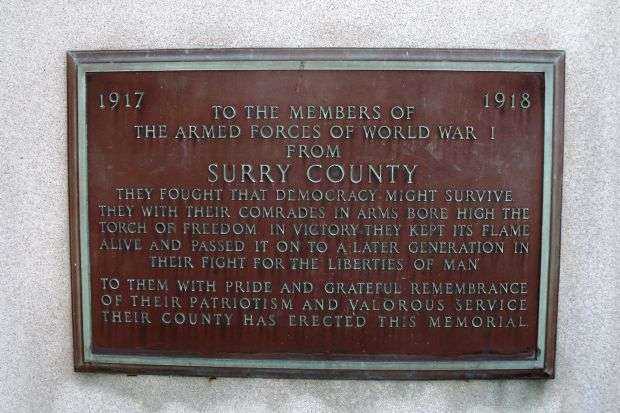 1917 1918
TO THE MEMBERS OF
THE ARMED FORCES OF WORLD WAR I
FROM
SURRY COUNTY
THEY FOUGHT THAT DEMOCRACY MIGHT SURVIVE.
THEY WITH THEIR COMRADES IN ARMS BORE HIGH THE
TORCH OF FREEDOM. IN VICTORY THEY KEPT ITS FLAME
ALIVE AND PASSED IT ON TO A LATER GENERATION IN
THEIR FIGHT FOR THE LIBERTIES OF MAN
TO THEM WITH PRIDE AND GRATEFUL REMEMBRANCE
OF THEIR PATRIOTISM AND VALOROUS SERVICE
THEIR COUNTY HAS ERECTED THIS MEMORIAL.